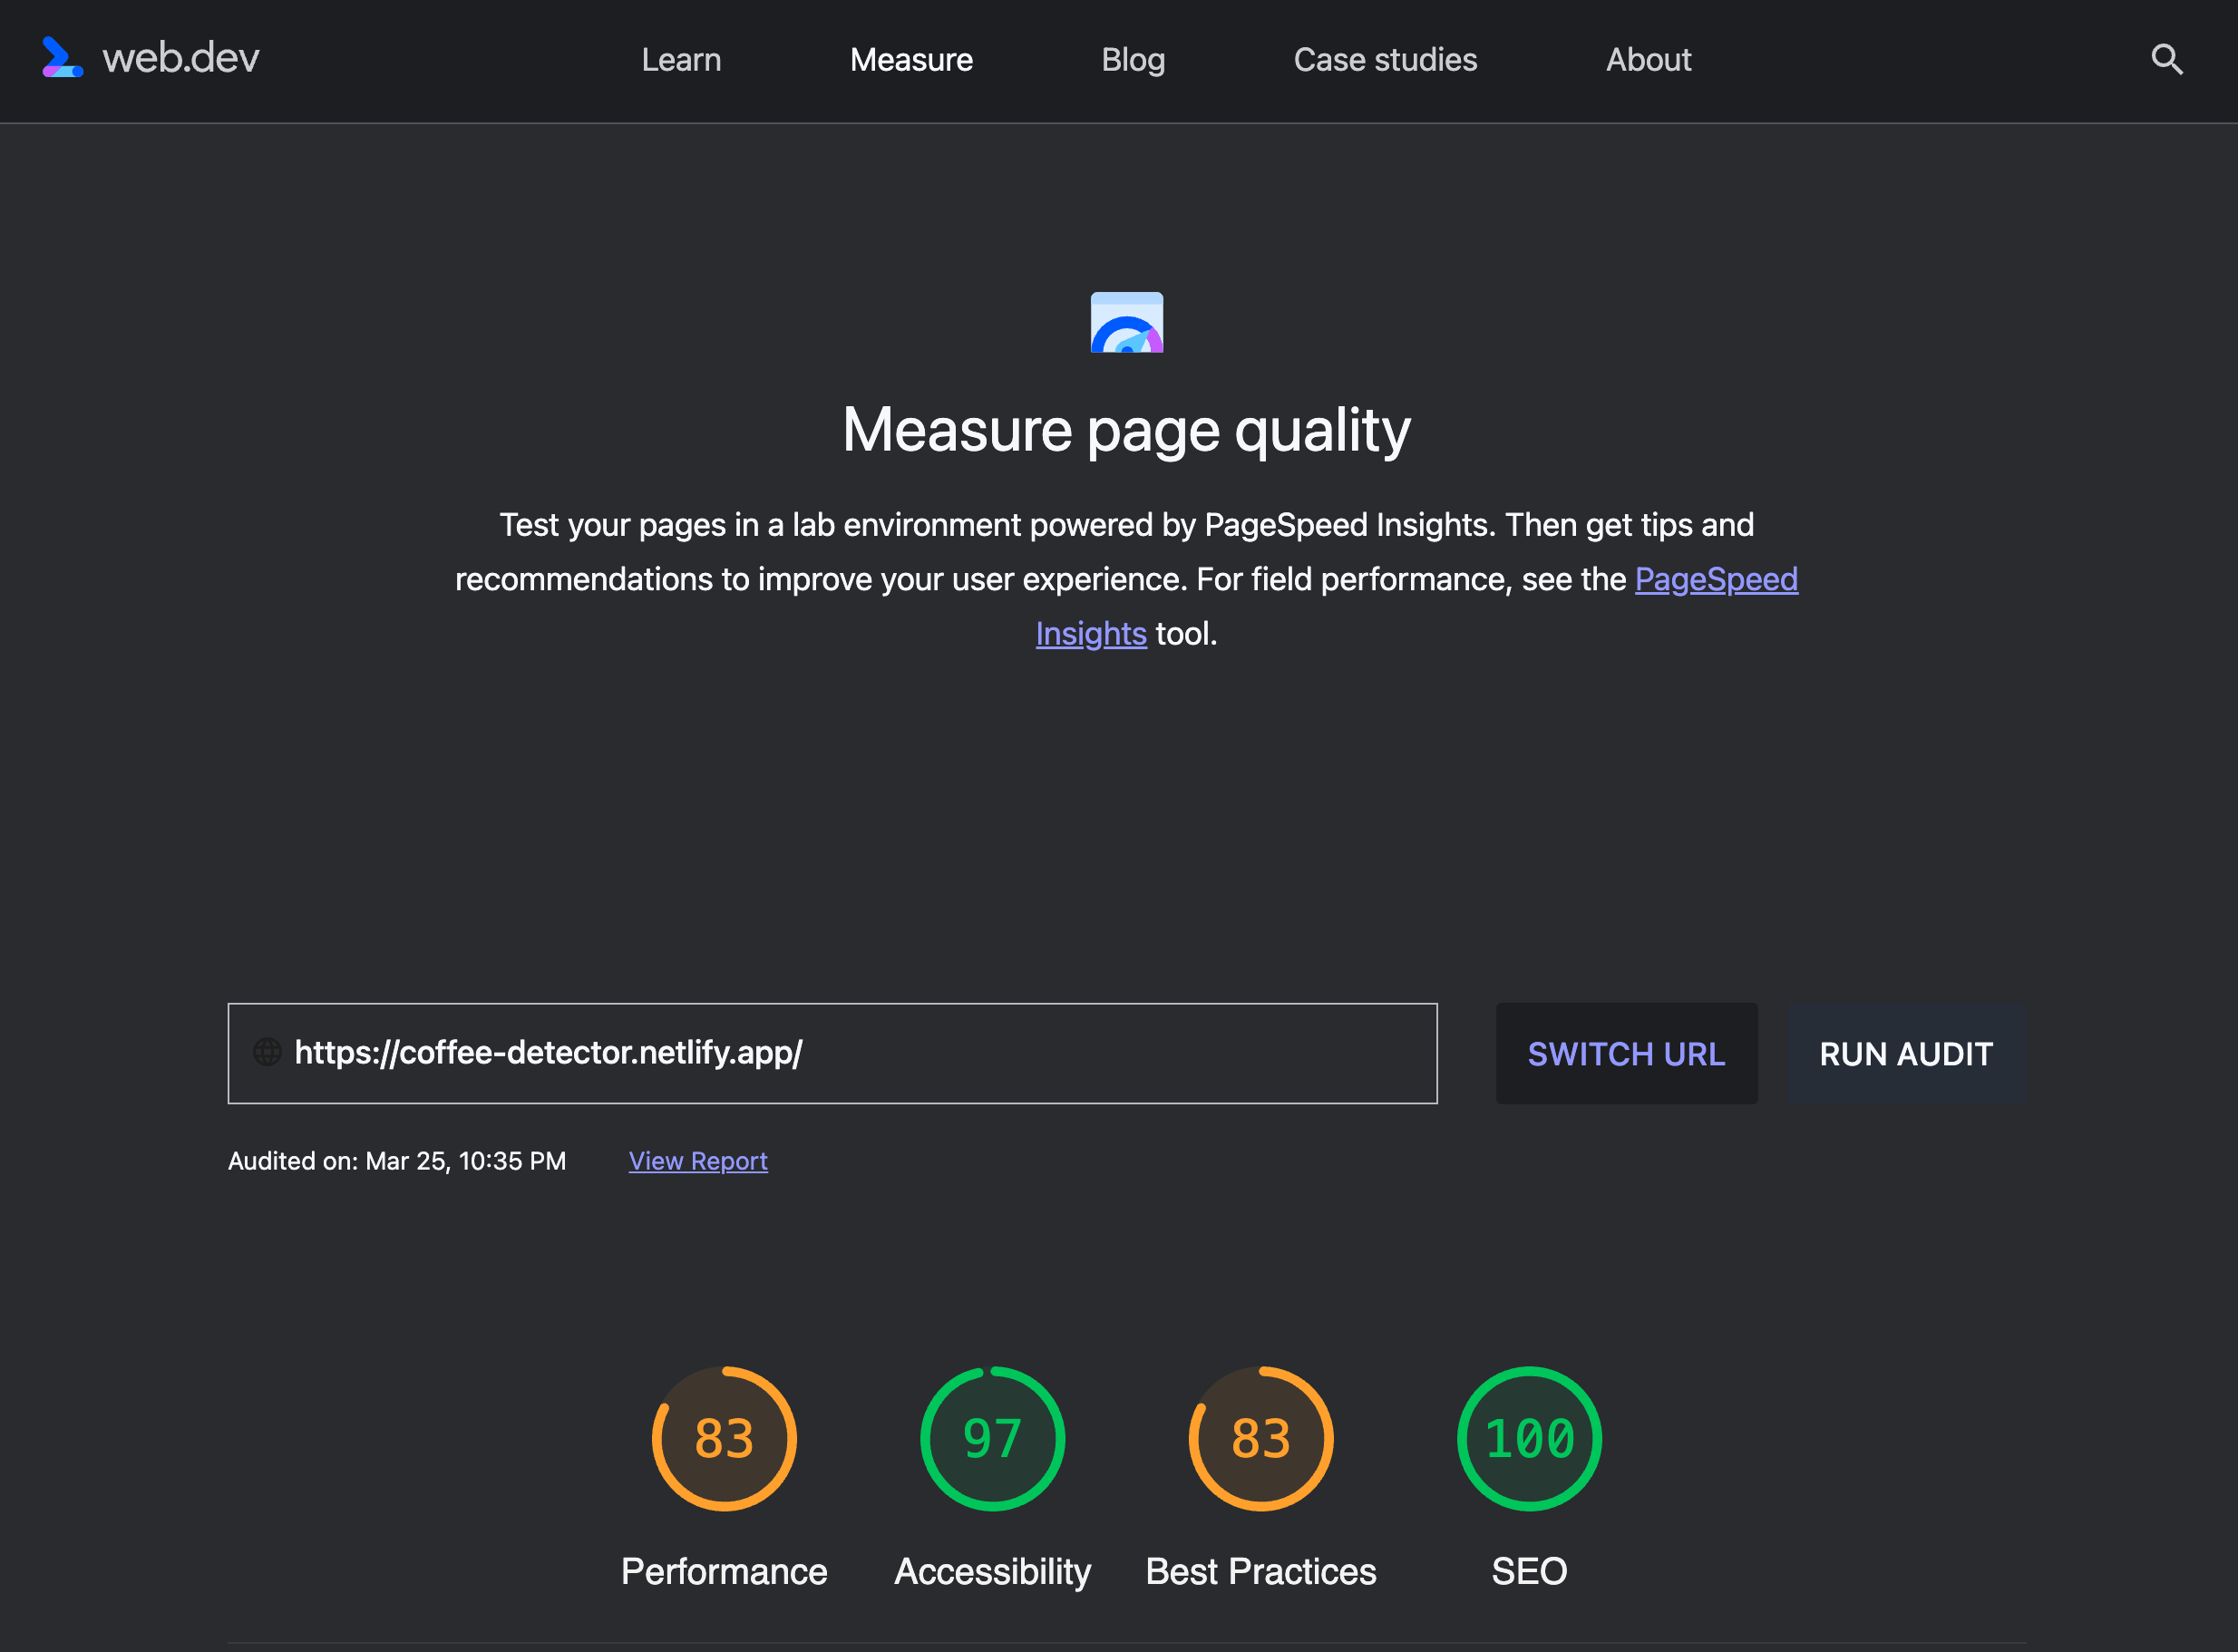 web.dev
Learn
Measure
Blog
Case studies
About
Measure page quality
Test your pages in a lab environment powered by PageSpeed Insights. Then get tips and
recommendations to improve your user experience. For field performance, see the PageSpeed
Insights tool.
https://coffee-detector.netlify.app/
SWITCH URL
RUN AUDIT
Audited on: Mar 25, 10:35 PM
View Report
83
97
83
100
Performance
Accessibility
Best Practices
SEO